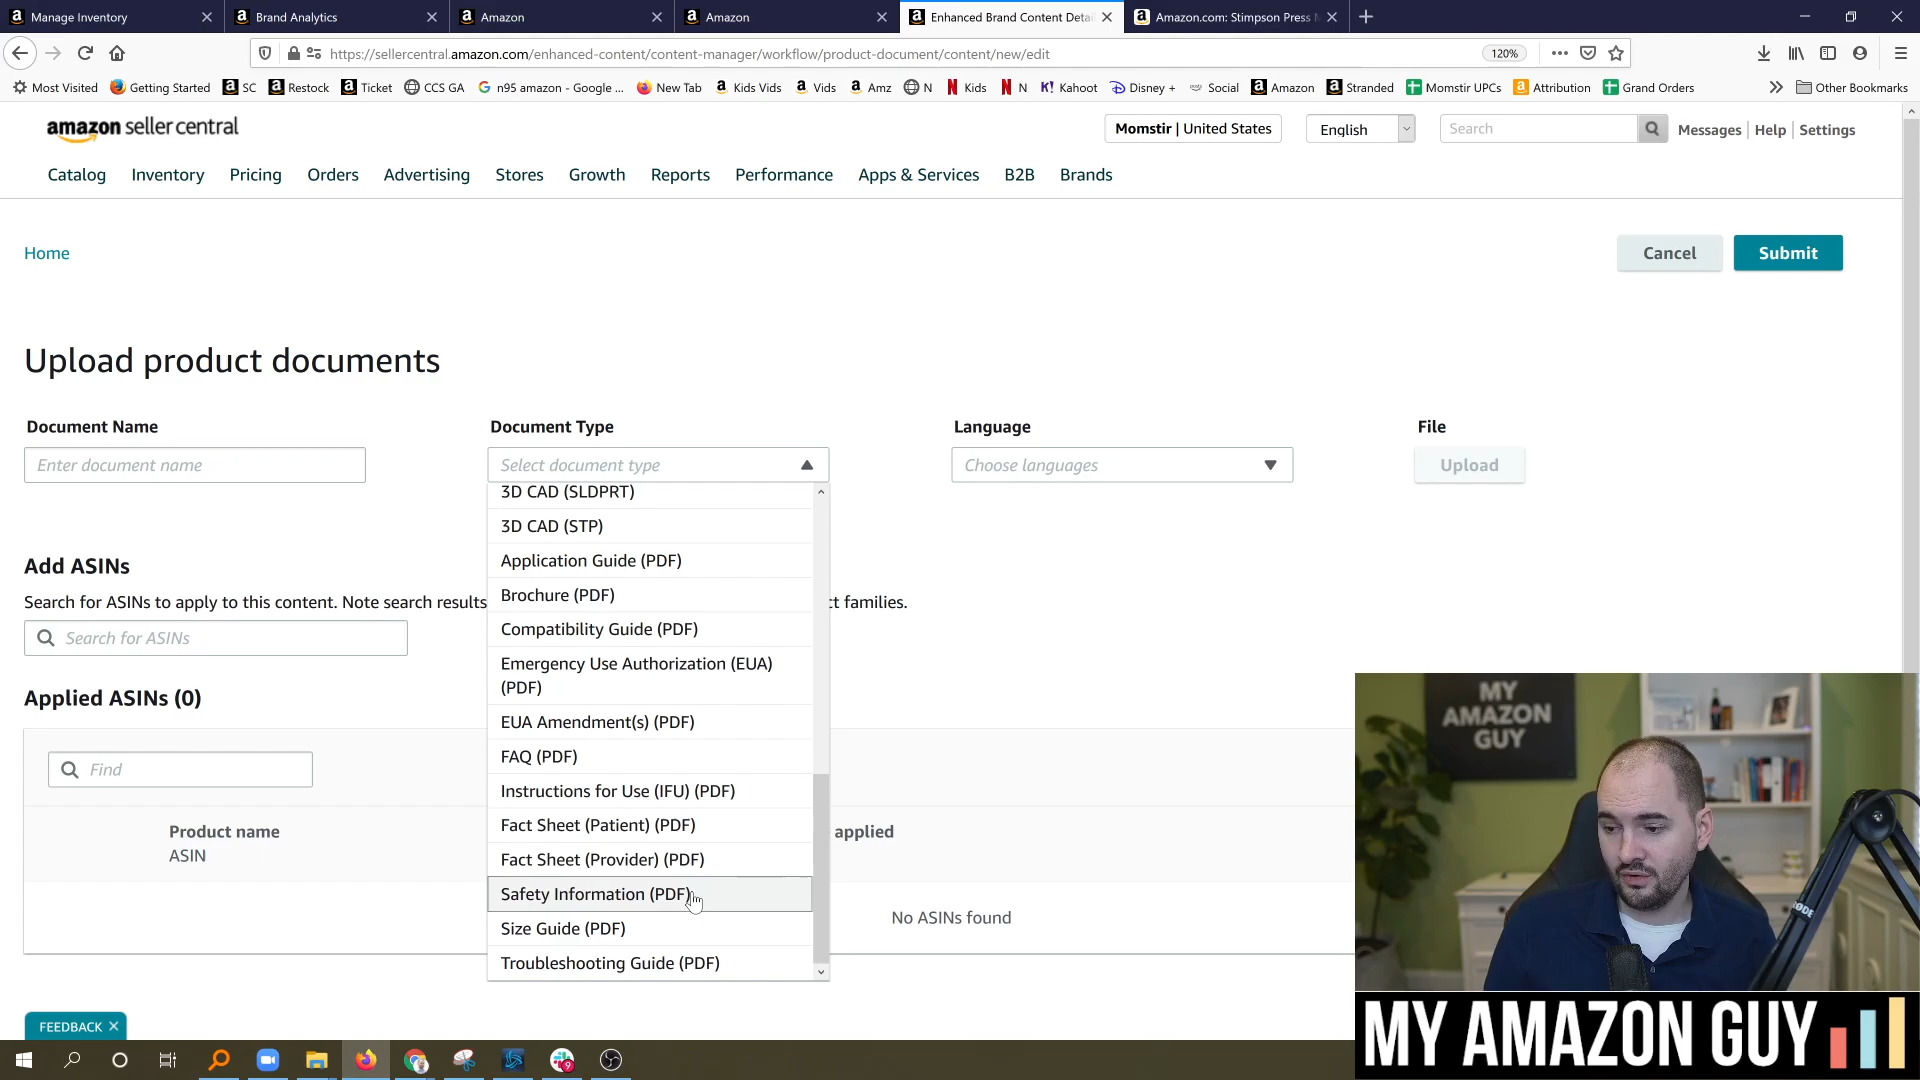 Manage Inventory
Brand Analytics
Amazon
Amazon
Enhanced Brand Content Deta
Amazon.com: Stimpson Press M
https://sellercentral.amazon.com/enhanced-content/content-manager/workflow/product-document/content/new/edit
120%
Most Visited
Getting Started
SC
Restock
Ticket
CCS GA
n95 amazon - Google ...
New Tab
Kids Vids
Vids
Amz
N
Kids
N
Kahoot
Disney +
Social
Amazon
Stranded
Momstir UPCs
Attribution
Grand Orders
Other Bookmarks
amazon seller central
Momstir | United States
English
Search
Messages | Help | Settings
Catalog
Inventory
Pricing
Orders
Advertising
Stores
Growth
Reports
Performance
Apps & Services
B2B
Brands
Home
Cancel
Submit
Upload product documents
Document Name
Document Type
Language
File
Enter document name
Select document type
Choose languages
Upload
3D CAD (SLDPRT)
3D CAD (STP)
Application Guide (PDF)
Brochure (PDF)
Compatibility Guide (PDF)
Emergency Use Authorization (EUA)
(PDF)
EUA Amendment(s) (PDF)
FAQ (PDF)
Instructions for Use (IFU) (PDF)
Fact Sheet (Patient) (PDF)
Fact Sheet (Provider) (PDF)
Safety Information (PDF)
Size Guide (PDF)
Troubleshooting Guide (PDF)
Add ASINs
Search for ASINs to apply to this content. Note search results
ct families.
Search for ASINs
Applied ASINs (0)
Find
Product name
ASIN
applied
No ASINs found
FEEDBACK
MY
AMAZON
GUY
RODE
MY AMAZON GUY
9